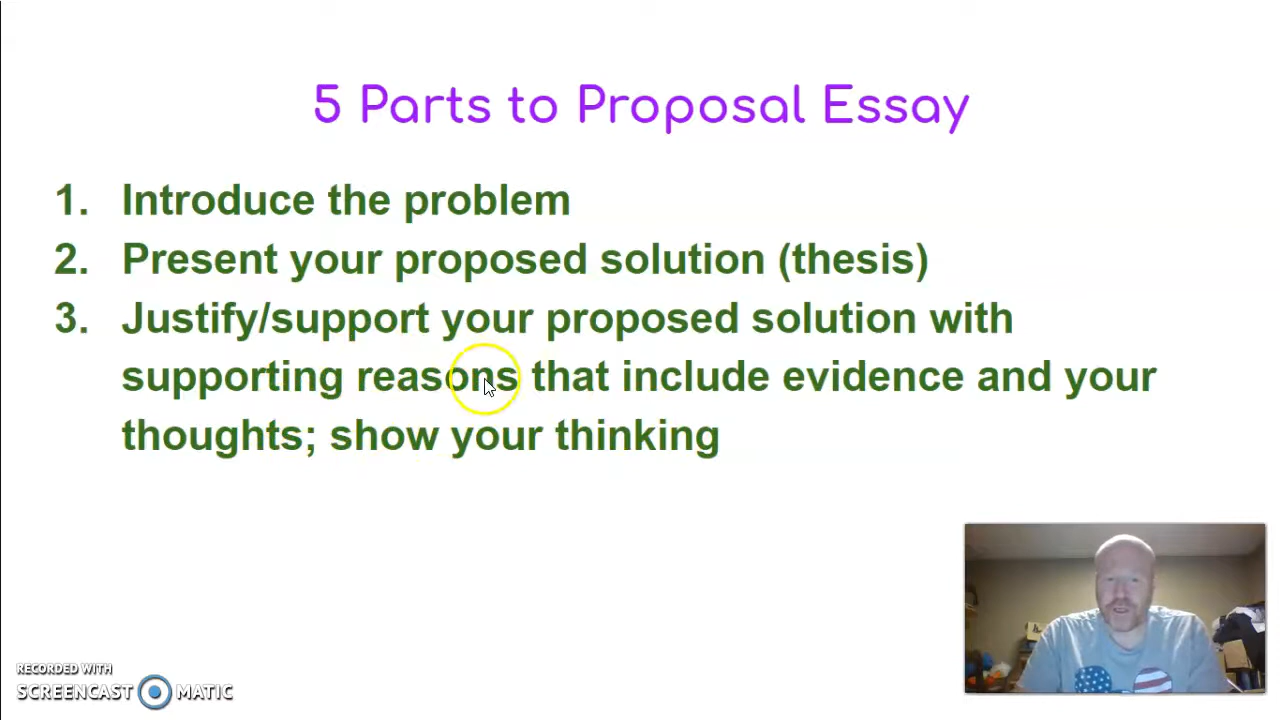 5 Parts to Proposal Essay
1. Introduce the problem
2. Present your proposed solution (thesis)
3. Justify/support your proposed solution with
supporting reasons that include evidence and your
thoughts; show your thinking
RECORDED WITH
SCREENCAST MATIC